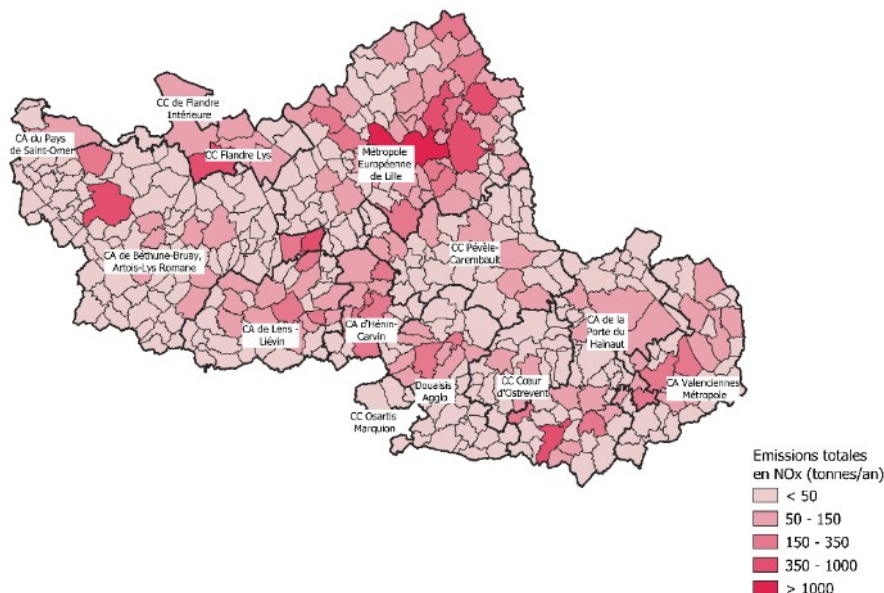 CC de Flandre
Intérieure
CA du Pays
de Saint-Omer
CC Flandre Lys
Métropole
Européenne
de Lille
CC Pévèle-
Carembault
CA de Béthune-Bruay,
Artois-Lys Romane
CA de Lens -
Liévin
CA d'Hénin-
Carvin
CA de la
Porte du
Hainaut
Douaisis
Agglo
CC Cœur
d'Ostrevent
CA Valenciennes
Métropole
CC Osartis
Marquion
Emissions totales
en NOx (tonnes/an)
< 50
50 - 150
150 - 350
350 - 1000
> 1000